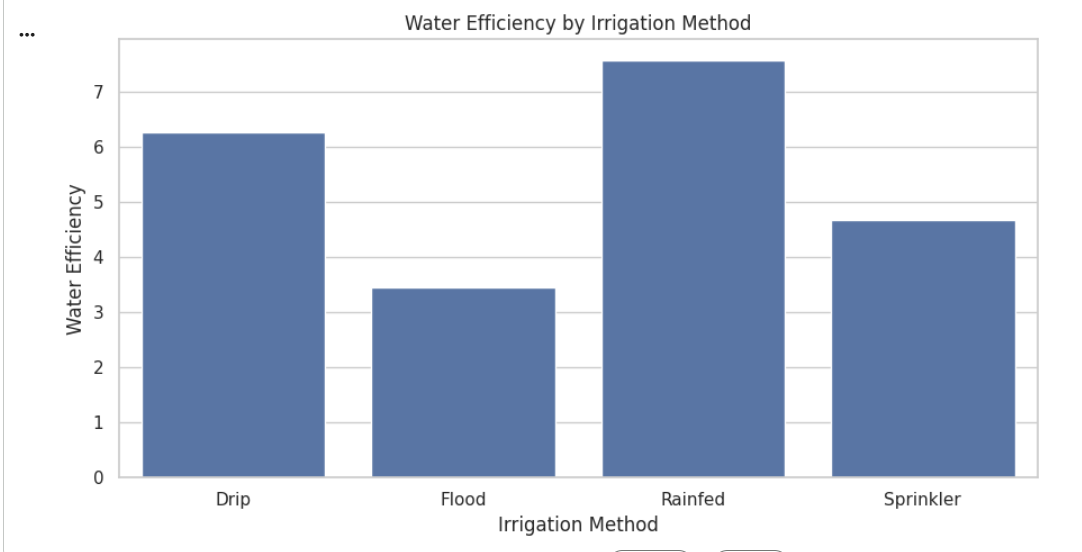 ...
Water Efficiency by Irrigation Method
Water Efficiency
7
6
5
4
3
2
1
0
Drip Flood Rainfed Sprinkler
Irrigation Method